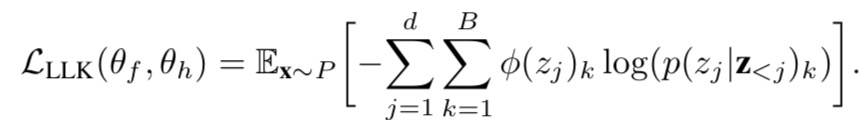 $\mathcal{L}_{\text{LLK}}(\theta_f, \theta_h) = \mathbb{E}_{\mathbf{x} \sim P}\left[-\sum_{j=1}^{d}\sum_{k=1}^{B} \phi(z_j)_k \log(p(z_j|\mathbf{z}_{<j})_k)\right].$